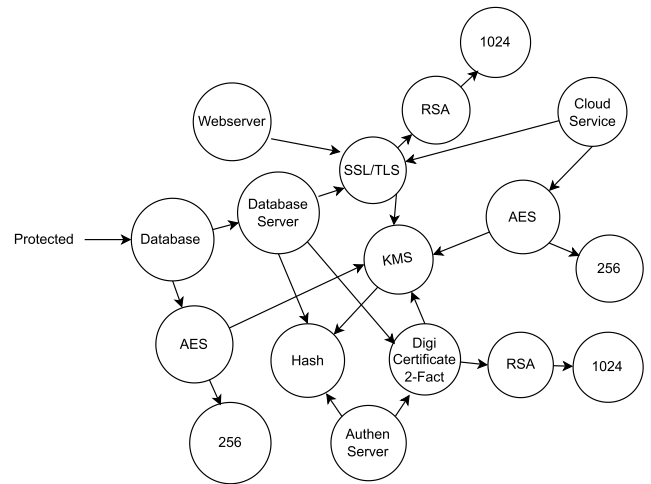 1024
RSA
Cloud
Service
Webserver
SSL/TLS
Database
Server
AES
Protected
Database
KMS
256
AES
Hash
Digi
Certificate
2-Fact
RSA
1024
256
Authen
Server